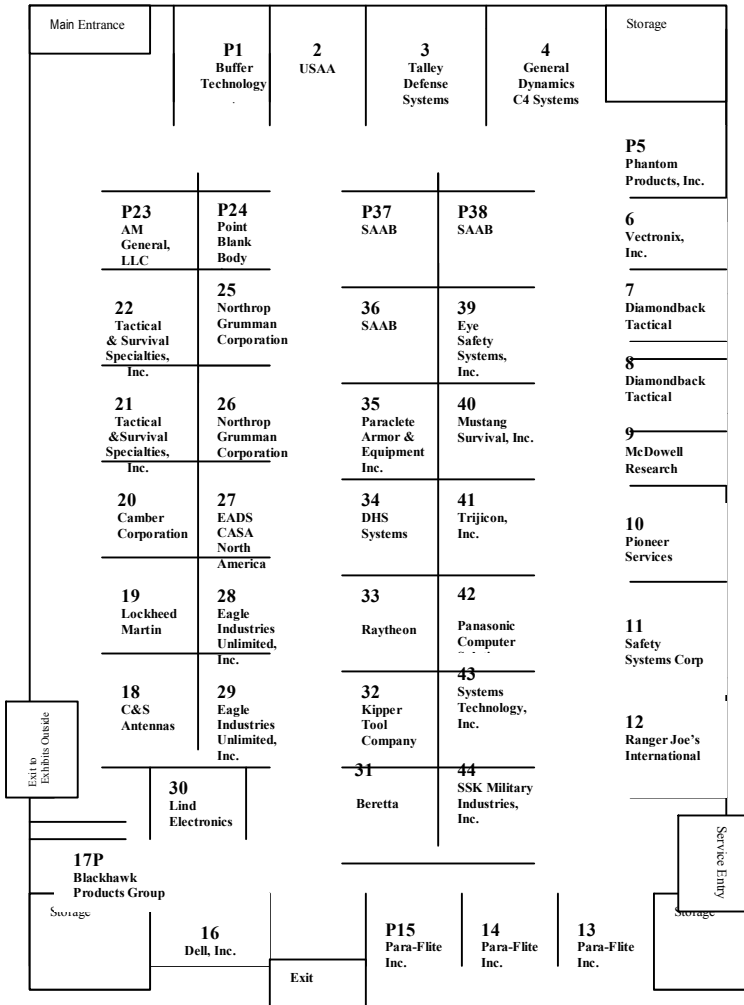 Main Entrance
P1
Buffer
Technology
2
USAA
3
Talley
Defense
Systems
4
General
Dynamics
C4 Systems
Storage
P5
Phantom
Products, Inc.
P23
AM
General,
LLC
P24
Point
Blank
Body
P37
SAAB
P38
SAAB
6
Vectronix,
Inc.
22
Tactical
& Survival
Specialties,
Inc.
25
Northrop
Grumman
Corporation
36
SAAB
39
Eye
Safety
Systems,
Inc.
7
Diamondback
Tactical
8
Diamondback
Tactical
21
Tactical
&Survival
Specialties,
Inc.
26
Northrop
Grumman
Corporation
35
Paraclete
Armor &
Equipment
Inc.
40
Mustang
Survival, Inc.
9
McDowell
Research
20
Camber
Corporation
27
EADS
CASA
North
America
34
DHS
Systems
41
Trijicon,
Inc.
10
Pioneer
Services
19
Lockheed
Martin
28
Eagle
Industries
Unlimited,
Inc.
33
Raytheon
42
Panasonic
Computer
11
Safety
Systems Corp
18
C&S
Antennas
29
Eagle
Industries
Unlimited,
Inc.
32
Kipper
Tool
Company
43
Systems
Technology,
Inc.
12
Ranger Joe's
International
Exit to
Exhibits Outside
30
Lind
Electronics
31
Beretta
44
SSK Military
Industries,
Inc.
Service Entry
17P
Blackhawk
Products Group
Storage
16
Dell, Inc.
Exit
P15
Para-Flite
Inc.
14
Para-Flite
Inc.
13
Para-Flite
Inc.
Storage